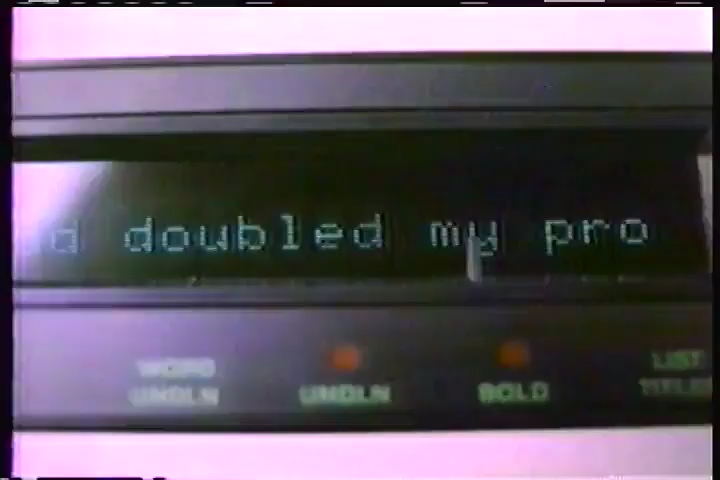 d doubled my pro
WORD UNDLN
UNDLN
BOLD
LIST TITLES